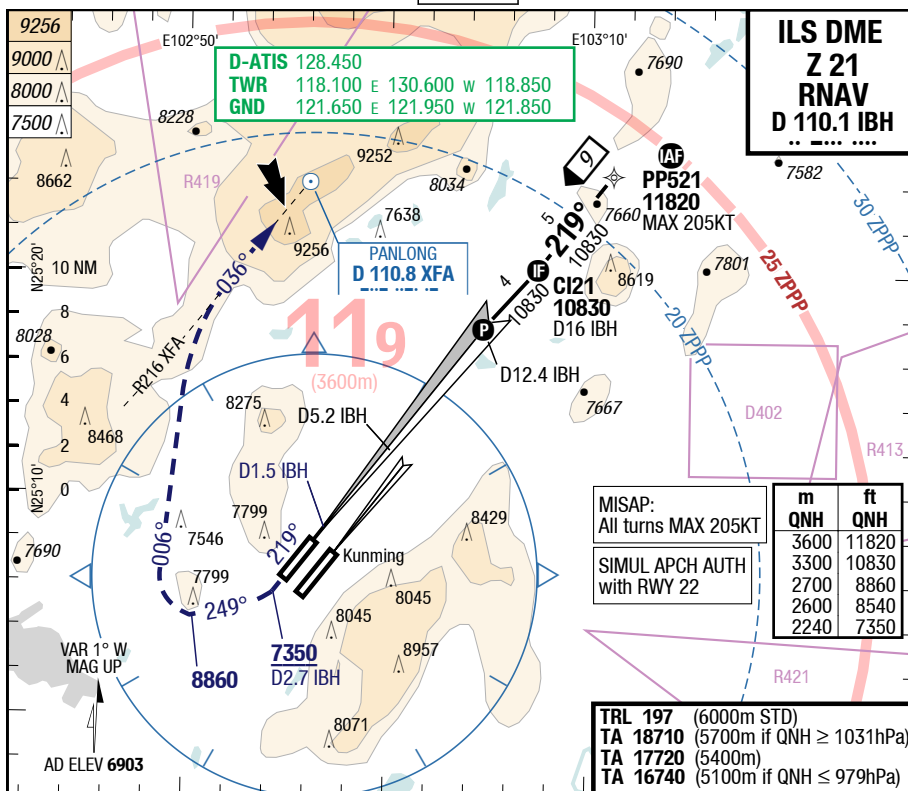 9256
9000
8000
7500
E102°50'
E103°10'
D-ATIS 128.450
TWR 118.100 E 130.600 W 118.850
GND 121.650 E 121.950 W 121.850
ILS DME
Z 21
RNAV
D 110.1 IBH
7690
8228
9252
8034
8662
R419
7638
9256
9
IAF
PP521
11820
MAX 205KT
7582
7660
5
219°
10830
30 ZPPP
25 ZPPP
20 ZPPP
PANLONG
D 110.8 XFA
N25°20'
10 NM
8
6
4
2
0
N25°10'
036°
R216 XFA
4
10830
IF
CI21
10830
D16 IBH
8619
7801
119
(3600m)
P
D12.4 IBH
8028
8468
8275
D5.2 IBH
7667
D402
R413
D1.5 IBH
7799
7546
006°
219°
8429
7690
7799
249°
Kunming
8045
8045
8957
8071
8860
7350
D2.7 IBH
MISAP:
All turns MAX 205KT
SIMUL APCH AUTH
with RWY 22
m ft
QNH QNH
3600 11820
3300 10830
2700 8860
2600 8540
2240 7350
R421
VAR 1° W
MAG UP
AD ELEV 6903
TRL 197 (6000m STD)
TA 18710 (5700m if QNH ≥ 1031hPa)
TA 17720 (5400m)
TA 16740 (5100m if QNH ≤ 979hPa)